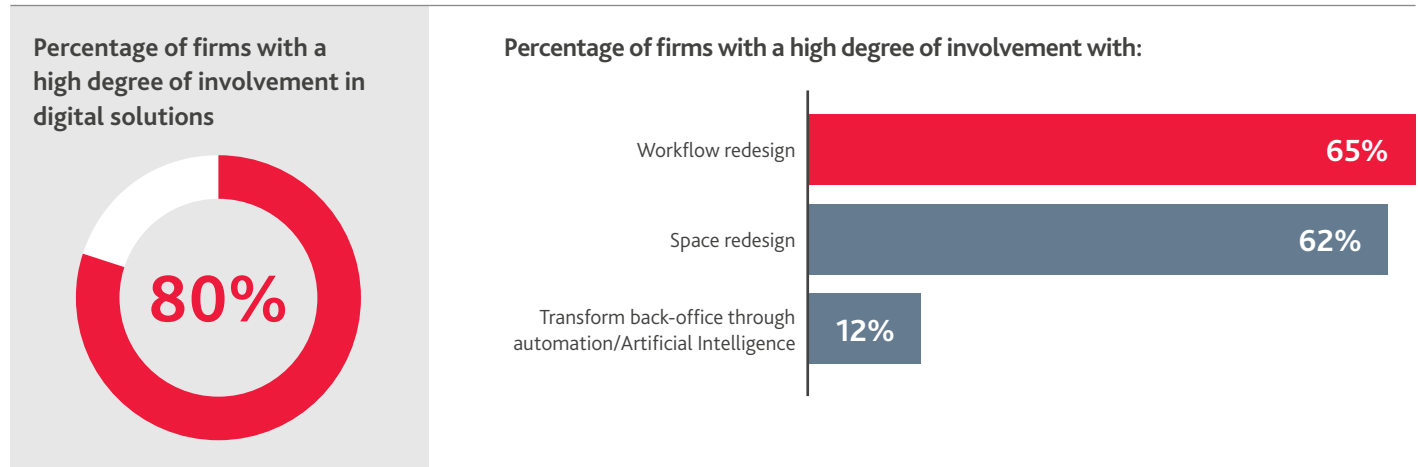 Percentage of firms with a
high degree of involvement in
digital solutions
80%
Percentage of firms with a high degree of involvement with:
Workflow redesign
65%
Space redesign
62%
Transform back-office through
automation/Artificial Intelligence
12%